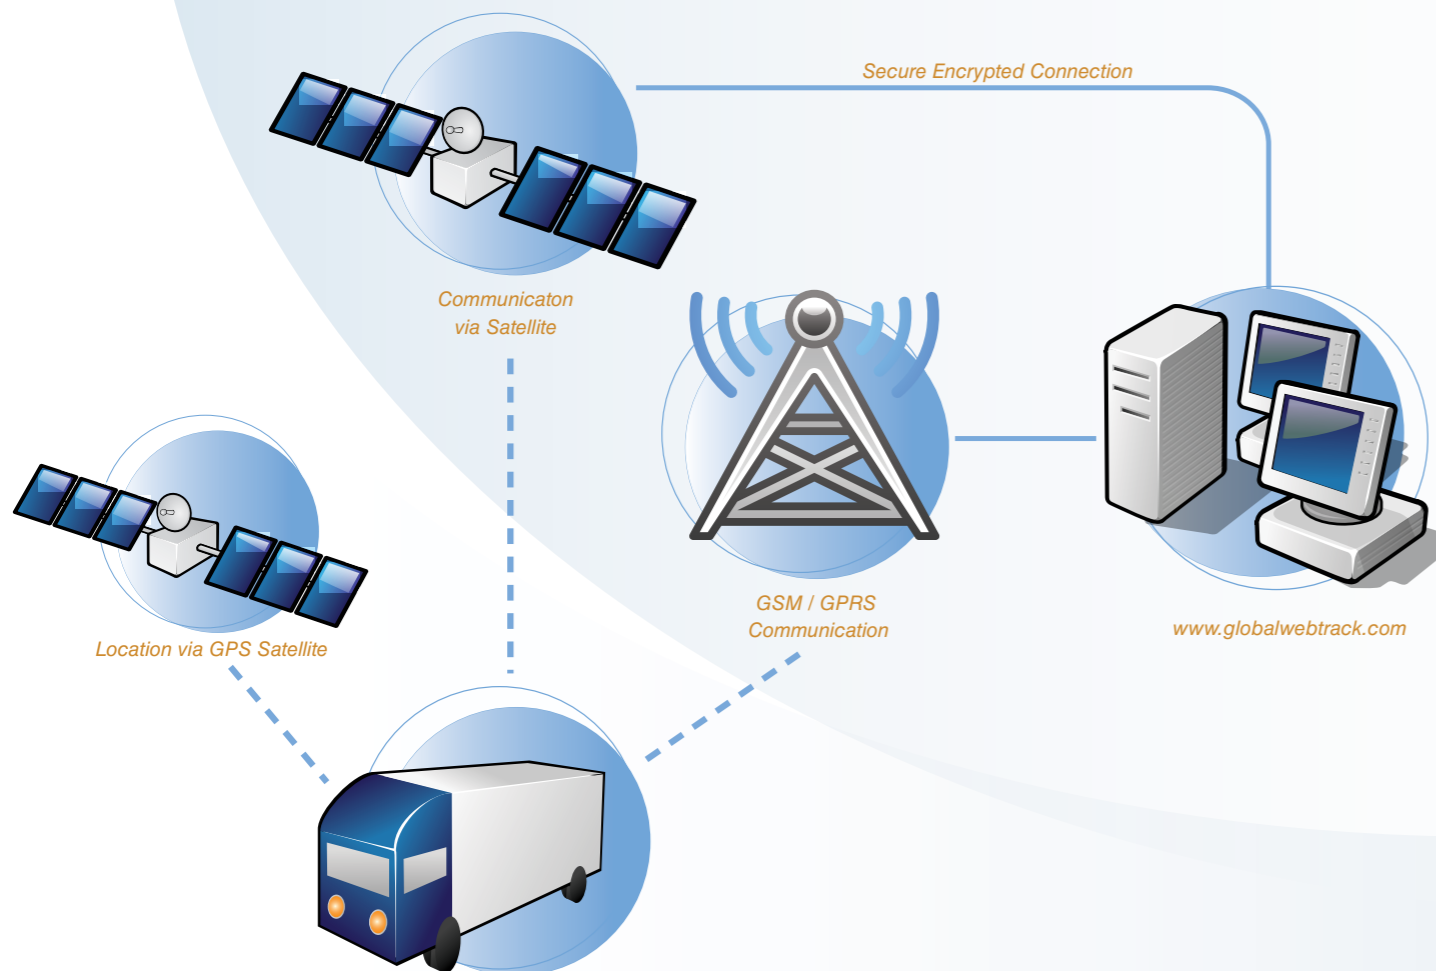 Secure Encrypted Connection
Communicaton
via Satellite
GSM / GPRS
Communication
www.globalwebtrack.com
Location via GPS Satellite